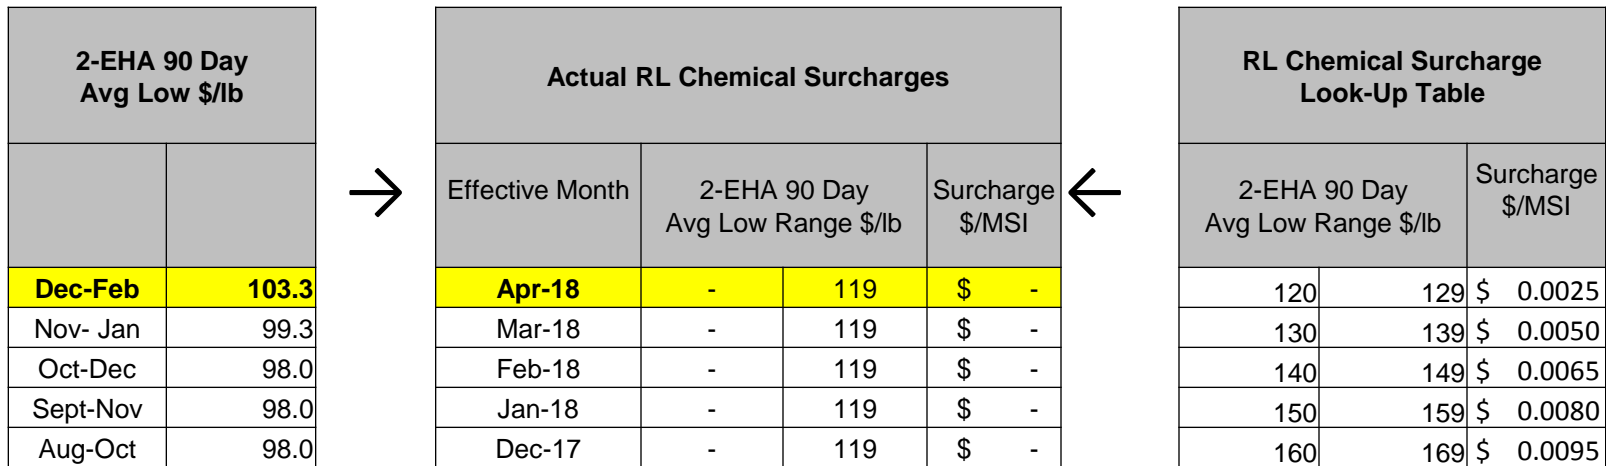 2-EHA 90 Day
Avg Low $/lb
Actual RL Chemical Surcharges
RL Chemical Surcharge
Look-Up Table
→
Effective Month
2-EHA 90 Day
Avg Low Range $/lb
Surcharge
$/MSI
←
2-EHA 90 Day
Avg Low Range $/lb
Surcharge
$/MSI
Dec-Feb 103.3 Apr-18 - 119 $ - 120 129 $ 0.0025
Nov- Jan 99.3 Mar-18 - 119 $ - 130 139 $ 0.0050
Oct-Dec 98.0 Feb-18 - 119 $ - 140 149 $ 0.0065
Sept-Nov 98.0 Jan-18 - 119 $ - 150 159 $ 0.0080
Aug-Oct 98.0 Dec-17 - 119 $ - 160 169 $ 0.0095